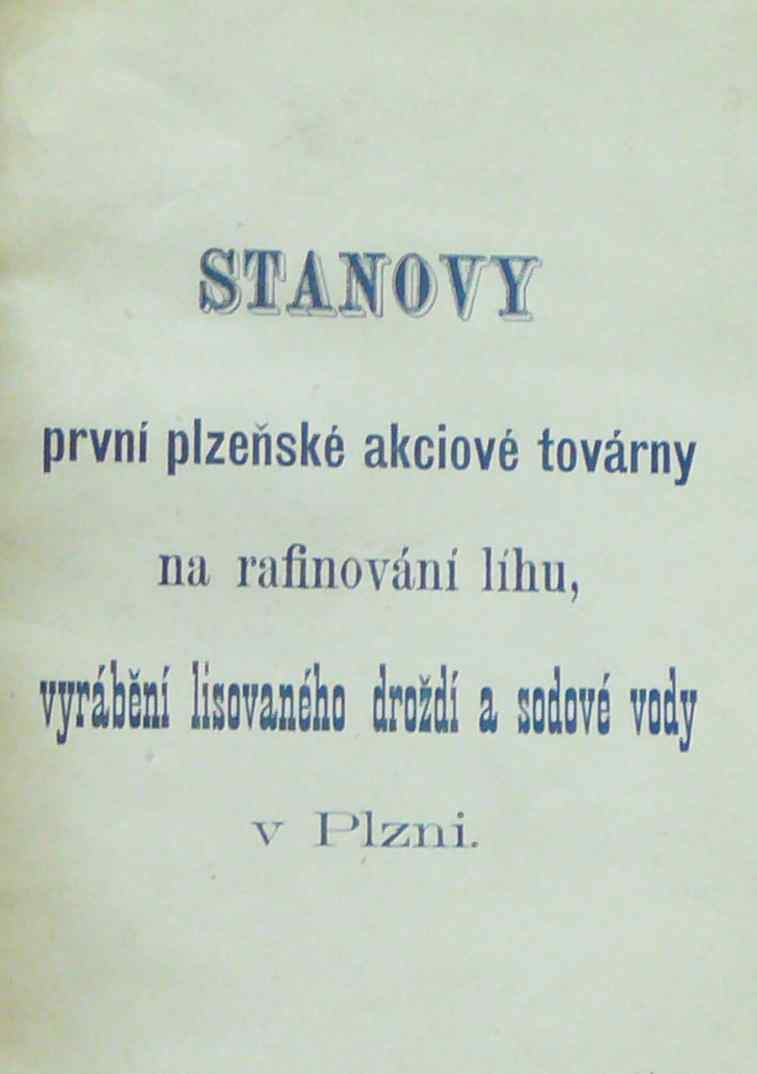 STANOVY
první plzeňské akciové továrny
na rafinování líhu,
vyrábění lisovaného droždí a sodové vody
v Plzni.